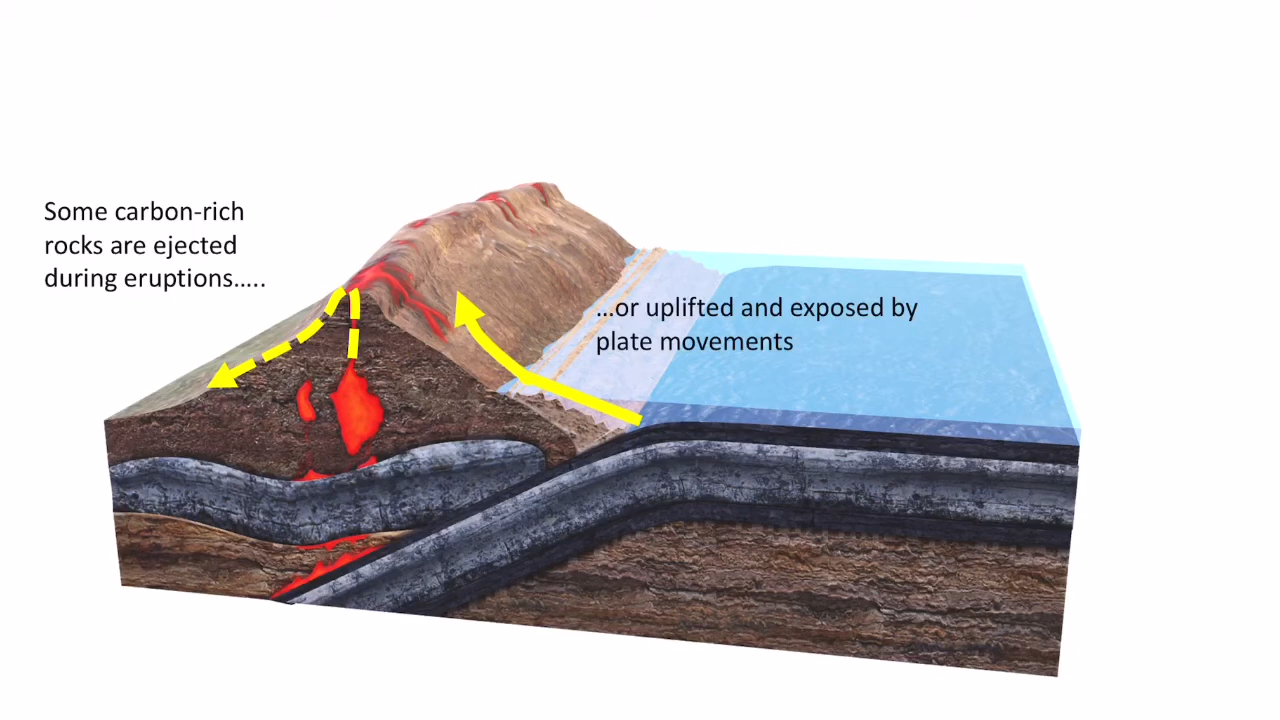 Some carbon-rich
rocks are ejected
during eruptions…..
…or uplifted and exposed by
plate movements